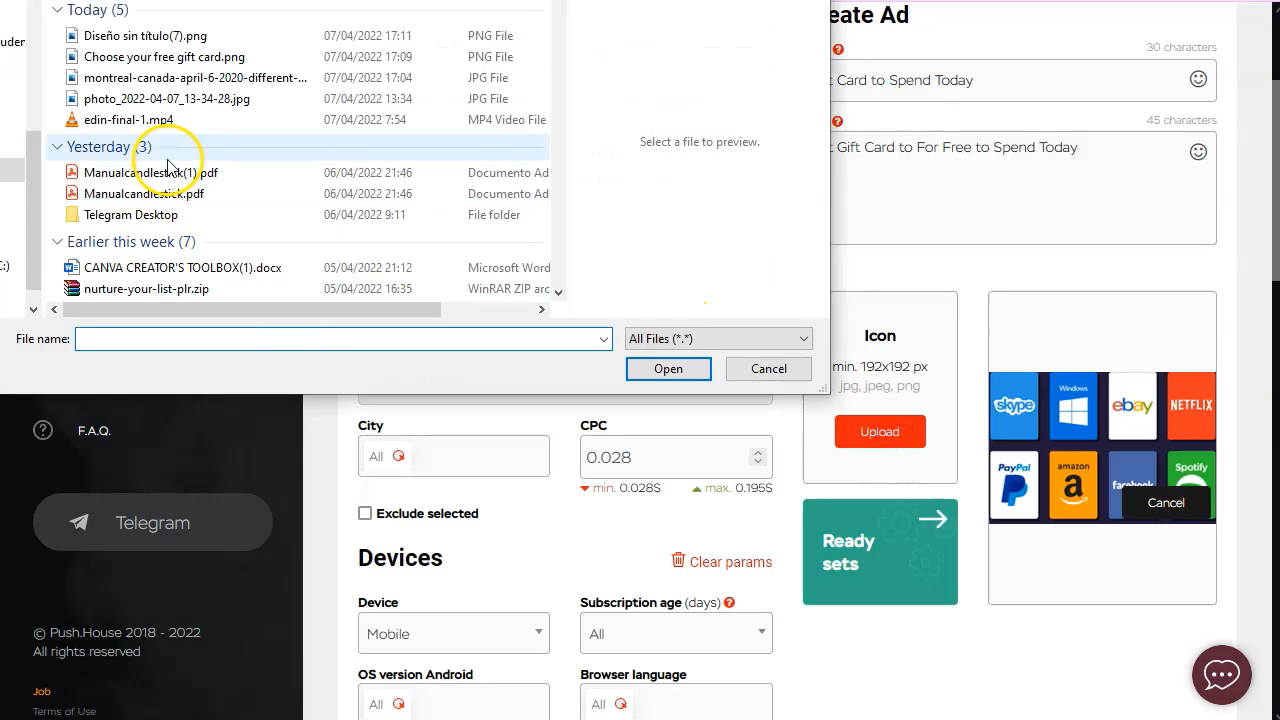 Today (5)
Diseño sin título(7).png 07/04/2022 17:11 PNG File
Choose your free gift card.png 07/04/2022 17:09 PNG File
montreal-canada-april-6-2020-different-... 07/04/2022 17:04 JPG File
photo_2022-04-07_13-34-28.jpg 07/04/2022 13:34 JPG File
edin-final-1.mp4 07/04/2022 7:54 MP4 Video File
Yesterday (3)
Manualcandlestick(1).pdf 06/04/2022 21:46 Documento Ad
Manualcandlestick.pdf 06/04/2022 21:46 Documento Ad
Telegram Desktop 06/04/2022 9:11 File folder
Earlier this week (7)
CANVA CREATOR'S TOOLBOX(1).docx 05/04/2022 21:12 Microsoft Word
nurture-your-list-plr.zip 05/04/2022 16:35 WinRAR ZIP arc
Select a file to preview.
File name:
All Files (*.*)
Open
Cancel
eate Ad
30 characters
t Card to Spend Today
45 characters
t Gift Card to For Free to Spend Today
Icon
min. 192x192 px
jpg, jpeg, png
Upload
Ready
sets
skype
Windows
ebay
NETFLIX
PayPal
amazon
facebook
Spotify
Cancel
F.A.Q.
Telegram
© Push.House 2018 - 2022
All rights reserved
Job
Terms of Use
City
All
CPC
0.028
min. 0.028$
max. 0.195$
Exclude selected
Devices
Clear params
Device
Mobile
Subscription age (days)
All
OS version Android
All
Browser language
All